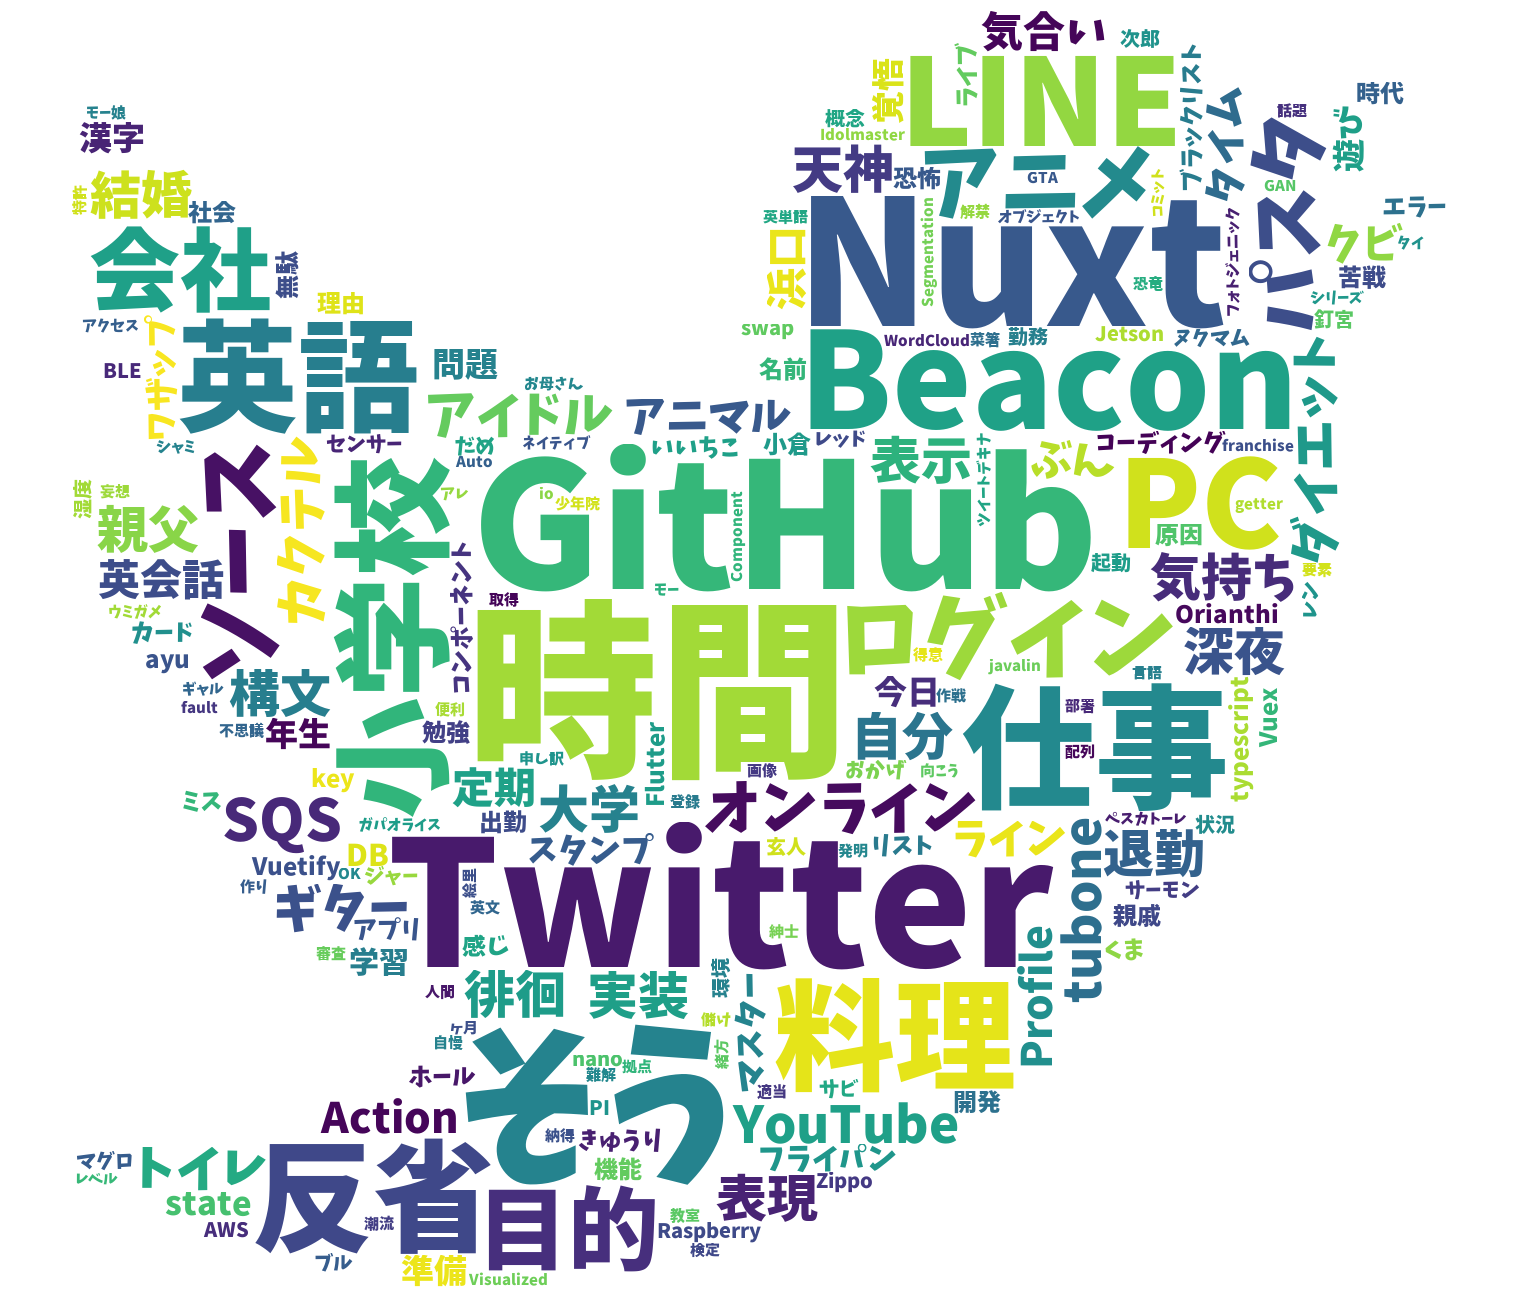 気合い
次郎
LINE
ライブ
覚悟
ブラックリスト
タイム
時代
話題
遊び
パスタ
モー娘
漢字
概念
Idolmaster
天神
恐怖
アニメ
GTA
コミット
GAN
特許
結婚
社会
英単語
Segmentation
解禁
オブジェクト
フォトジェニック
エラー
会社
無駄
浜口
Nuxt
恐竜
クビ
タイ
苦戦
シリーズ
釘宮
理由
アクセス
ワザップ
BLE
英語
問題
swap
WordCloud
菜箸
勤務
Jetson
ヌクマム
名前
Beacon
ダイエット
お母さん
アイドル
アニマル
シャミ
センサー
だめ
Auto
ネイティブ
いいちこ
小倉
レッド
表示
ツイートデキナ
ぶん
コーディング
franchise
PC
getter
ソース
カクテル
小学校
アレ
GitHub
io
少年院
Component
モー
原因
起動
湿度
妄想
親父
英会話
気持ち
要素
レン
Orianthi
ウミガメ
カード
ayu
コンポーネント
取得
時間
ログイン
得意
javalin
深夜
言語
ギャル
fault
構文
不思議
年生
便利
勉強
今日
作戦
自分
仕事
部署
配列
typescript
Vuex
key
申し訳
定期
Flutter
画像
おかげ
向こう
ミス
SQS
ガパオライス
出勤
大学
登録
オンライン
ペスカトーレ
状況
Vuetify
OK
DB
ジャー
Twitter
スタンプ
玄人
発明
リスト
ライン
tubone
退勤
作り
ギター
アプリ
絵里
英文
サーモン
親戚
くま
審査
学習
感じ
紳士
Profile
人間
徘徊
実装
環境
マスター
料理
ヶ月
自慢
そう
儲け
緒方
nano
拠点
難解
ホール
適当
サビ
開発
Action
PI
YouTube
納得
きゅうり
フライパン
マグロ
レベル
トイレ
反省
機能
Zippo
state
目的
表現
AWS
潮流
教室
Raspberry
検定
ブル
準備
Visualized